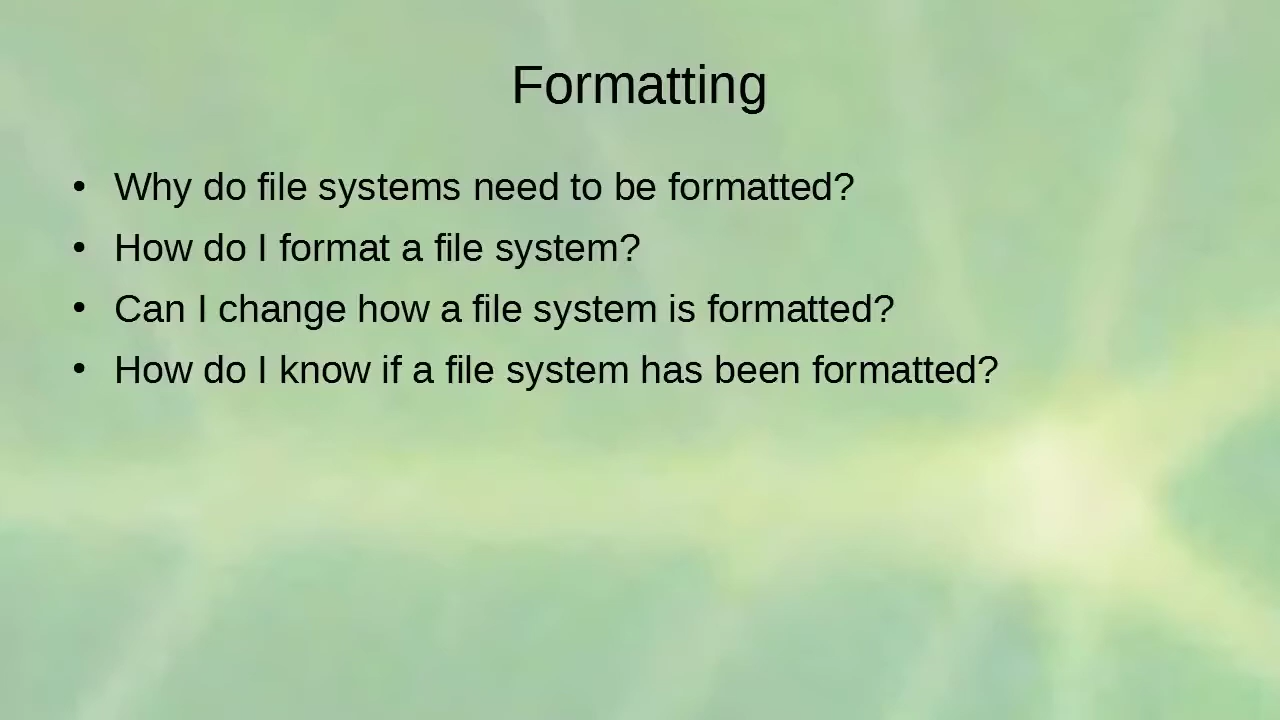 Formatting
• Why do file systems need to be formatted?
• How do I format a file system?
• Can I change how a file system is formatted?
• How do I know if a file system has been formatted?